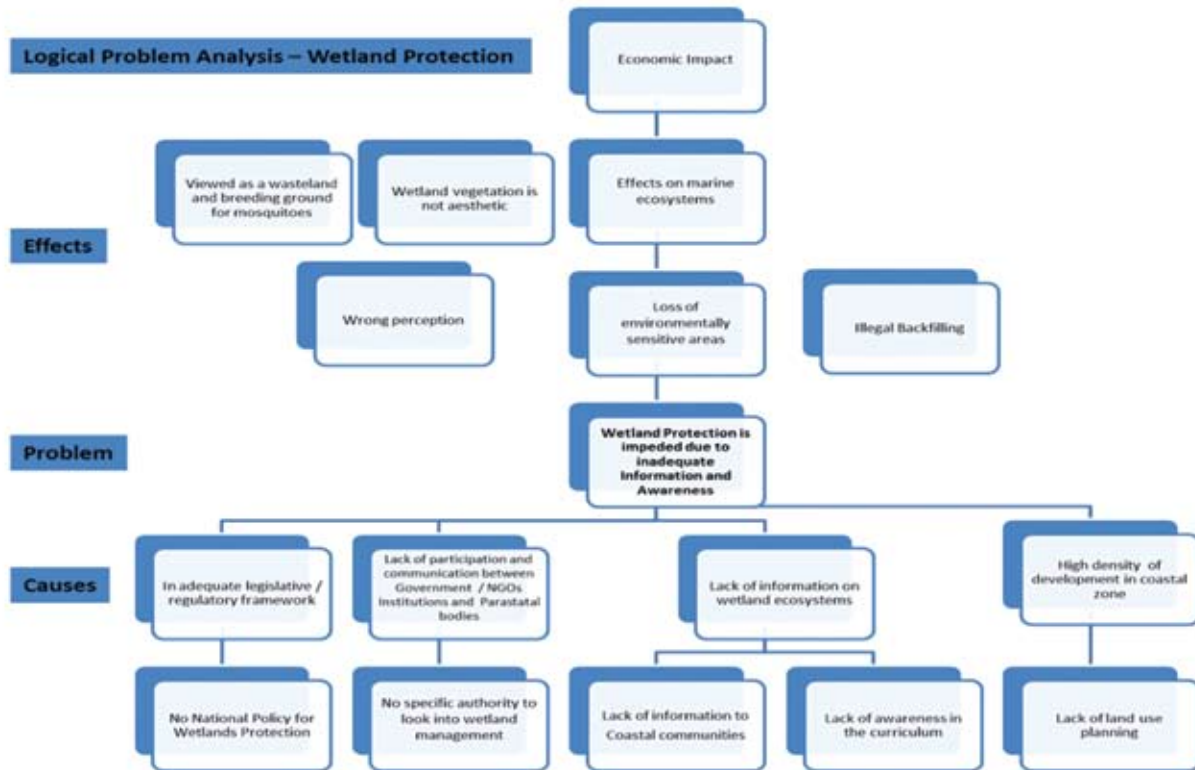 Logical Problem Analysis – Wetland Protection
Economic Impact
Viewed as a wasteland
and breeding ground
for mosquitoes
Wetland vegetation is
not aesthetic
Effects on marine
ecosystems
Effects
Wrong perception
Loss of
environmentally
sensitive areas
Illegal Backfilling
Problem
Wetland Protection is
impeded due to
inadequate
Information and
Awareness
Causes
In adequate legislative /
regulatory framework
Lack of participation and
communication between
Government / NGOs
Institutions and Parastatal
bodies
Lack of information on
wetland ecosystems
High density of
development in coastal
zone
No National Policy for
Wetlands Protection
No specific authority to
look into wetland
management
Lack of information to
Coastal communities
Lack of awareness in
the curriculum
Lack of land use
planning